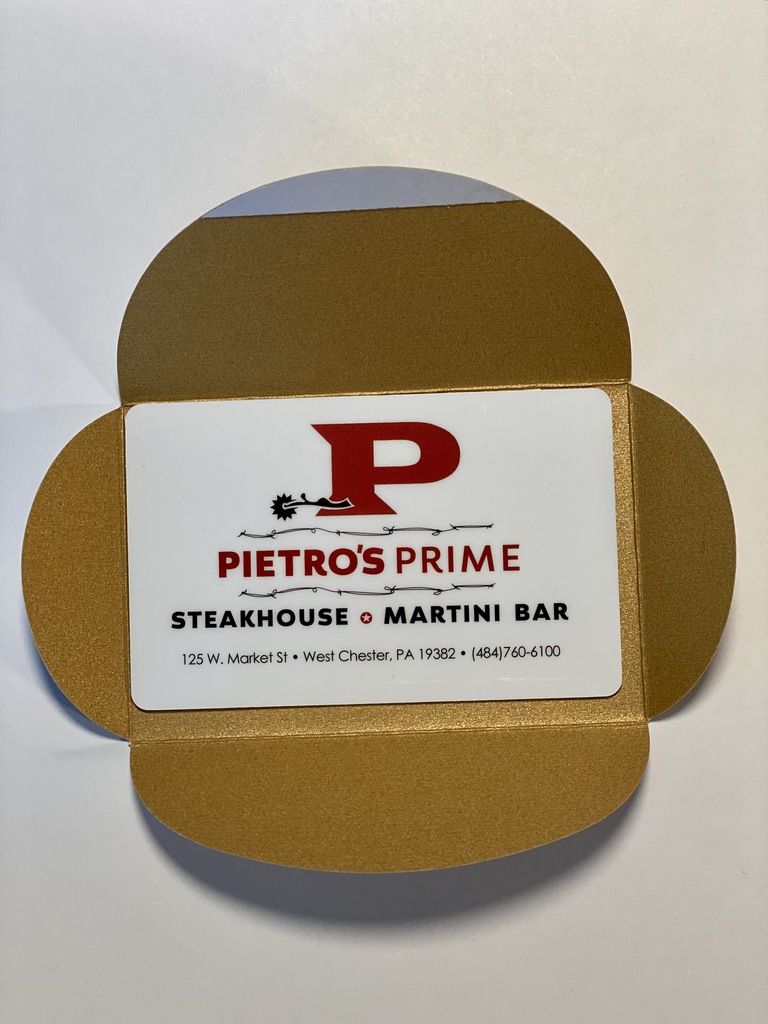 P
PIETRO'S PRIME
STEAKHOUSE MARTINI BAR
125 W. Market St • West Chester, PA 19382 • (484)760-6100